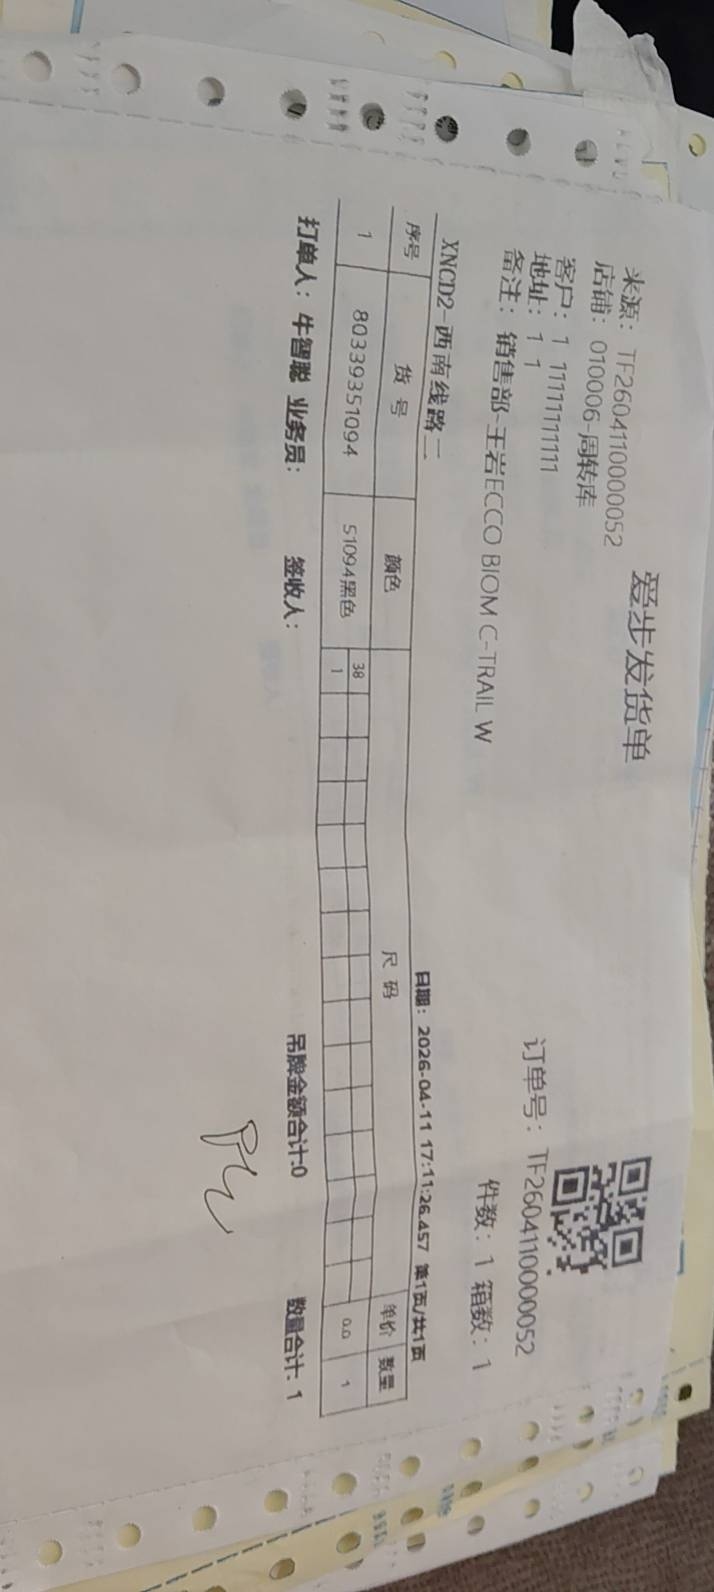 爱步发货单
来源：TF2604110000052
店铺：010006-周转库
订单号：TF2604110000052
客户：1 11111111111
地址：1 1
件数：1 箱数：1
备注：销售部-王岩ECCO BIOM C-TRAIL W
XNCD2-西南线路二 日期：2026-04-11 17:11:26.457 第1页/共1页
序号 货 号 颜色 尺 码 单价 数量
38
1 80339351094 51094黑色 1 0.0 1
打单人：牛智聪 业务员： 签收人： 吊牌金额合计:0 数量合计: 1